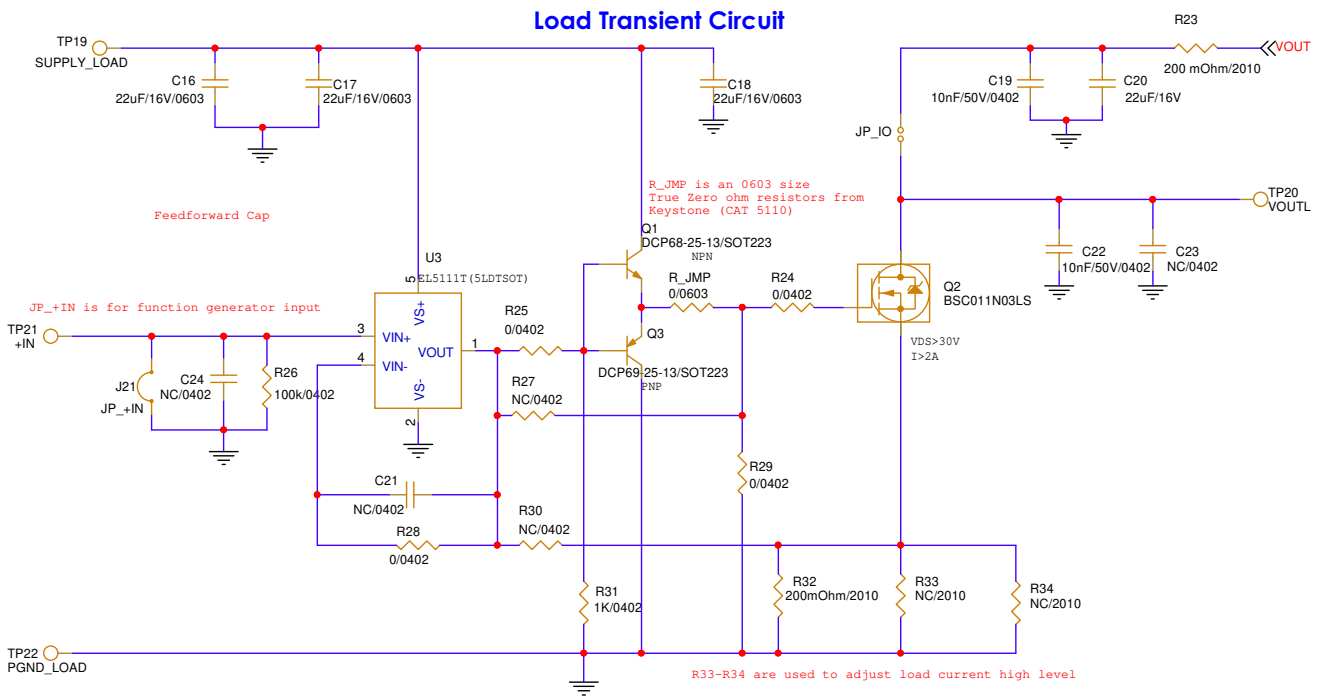 Load Transient Circuit
TP19
SUPPLY_LOAD
C16
22uF/16V/0603
C17
22uF/16V/0603
C18
22uF/16V/0603
R23
200 mOhm/2010
VOUT
C19
10nF/50V/0402
C20
22uF/16V
JP_IO
R_JMP is an 0603 size
True Zero ohm resistors from
Keystone (CAT 5110)
Feedforward Cap
TP20
VOUTL
C22
10nF/50V/0402
C23
NC/0402
Q1
DCP68-25-13/SOT223
NPN
U3
EL5111T(5LDTSOT)
R_JMP
0/0603
R24
0/0402
Q2
BSC011N03LS
VDS>30V
I>2A
JP_+IN is for function generator input
TP21
+IN
5
VS+
3
VIN+
4
VIN-
VOUT
1
VS-
2
R25
0/0402
Q3
DCP69-25-13/SOT223
PNP
J21
JP_+IN
C24
NC/0402
R26
100k/0402
R27
NC/0402
R29
0/0402
C21
NC/0402
R28
0/0402
R30
NC/0402
R31
1K/0402
R32
200mOhm/2010
R33
NC/2010
R34
NC/2010
TP22
PGND_LOAD
R33-R34 are used to adjust load current high level